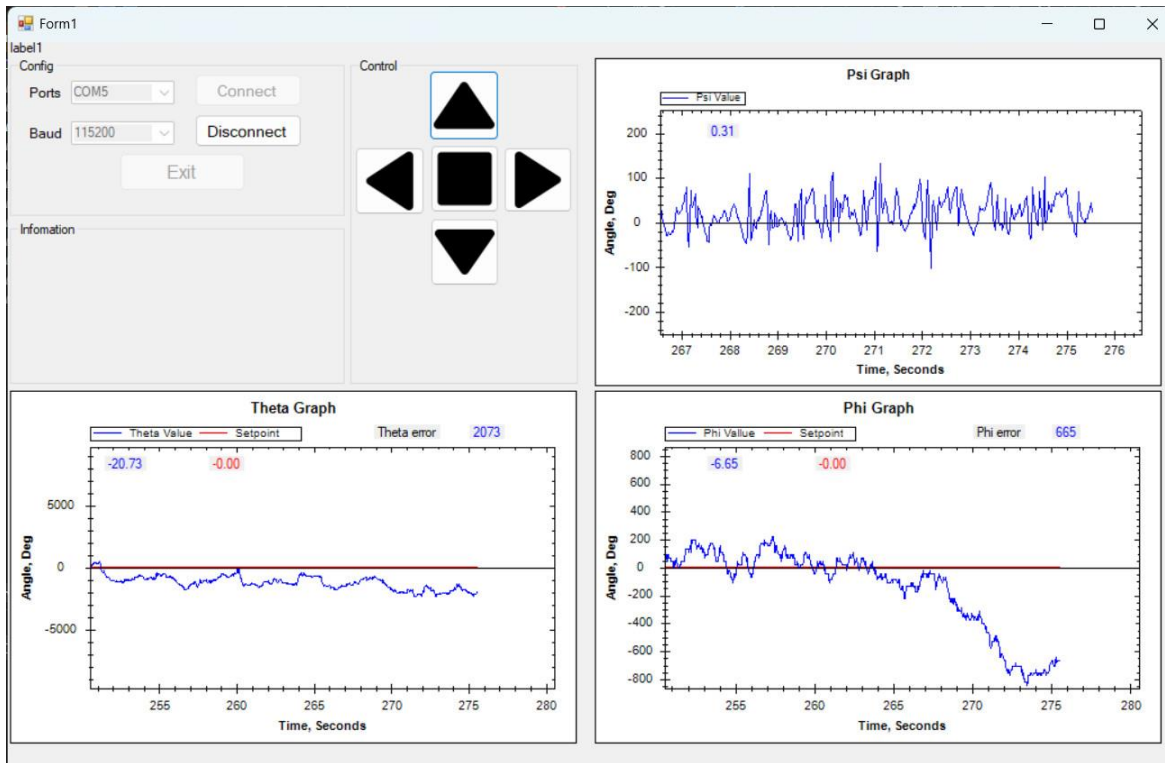 Form1
label1
Config
Ports COM5 Connect
Baud 115200 Disconnect
Exit
Infomation
Control
Psi Graph
Psi Value
0.31
200
100
0
-100
-200
Angle, Deg
267 268 269 270 271 272 273 274 275 276
Time, Seconds
Theta Graph
Theta Value Setpoint Theta error 2073
-20.73 -0.00
5000
0
-5000
Angle, Deg
255 260 265 270 275 280
Time, Seconds
Phi Graph
Phi Vallue Setpoint Phi error 665
-6.65 -0.00
800
600
400
200
0
-200
-400
-600
-800
Angle, Deg
255 260 265 270 275 280
Time, Seconds